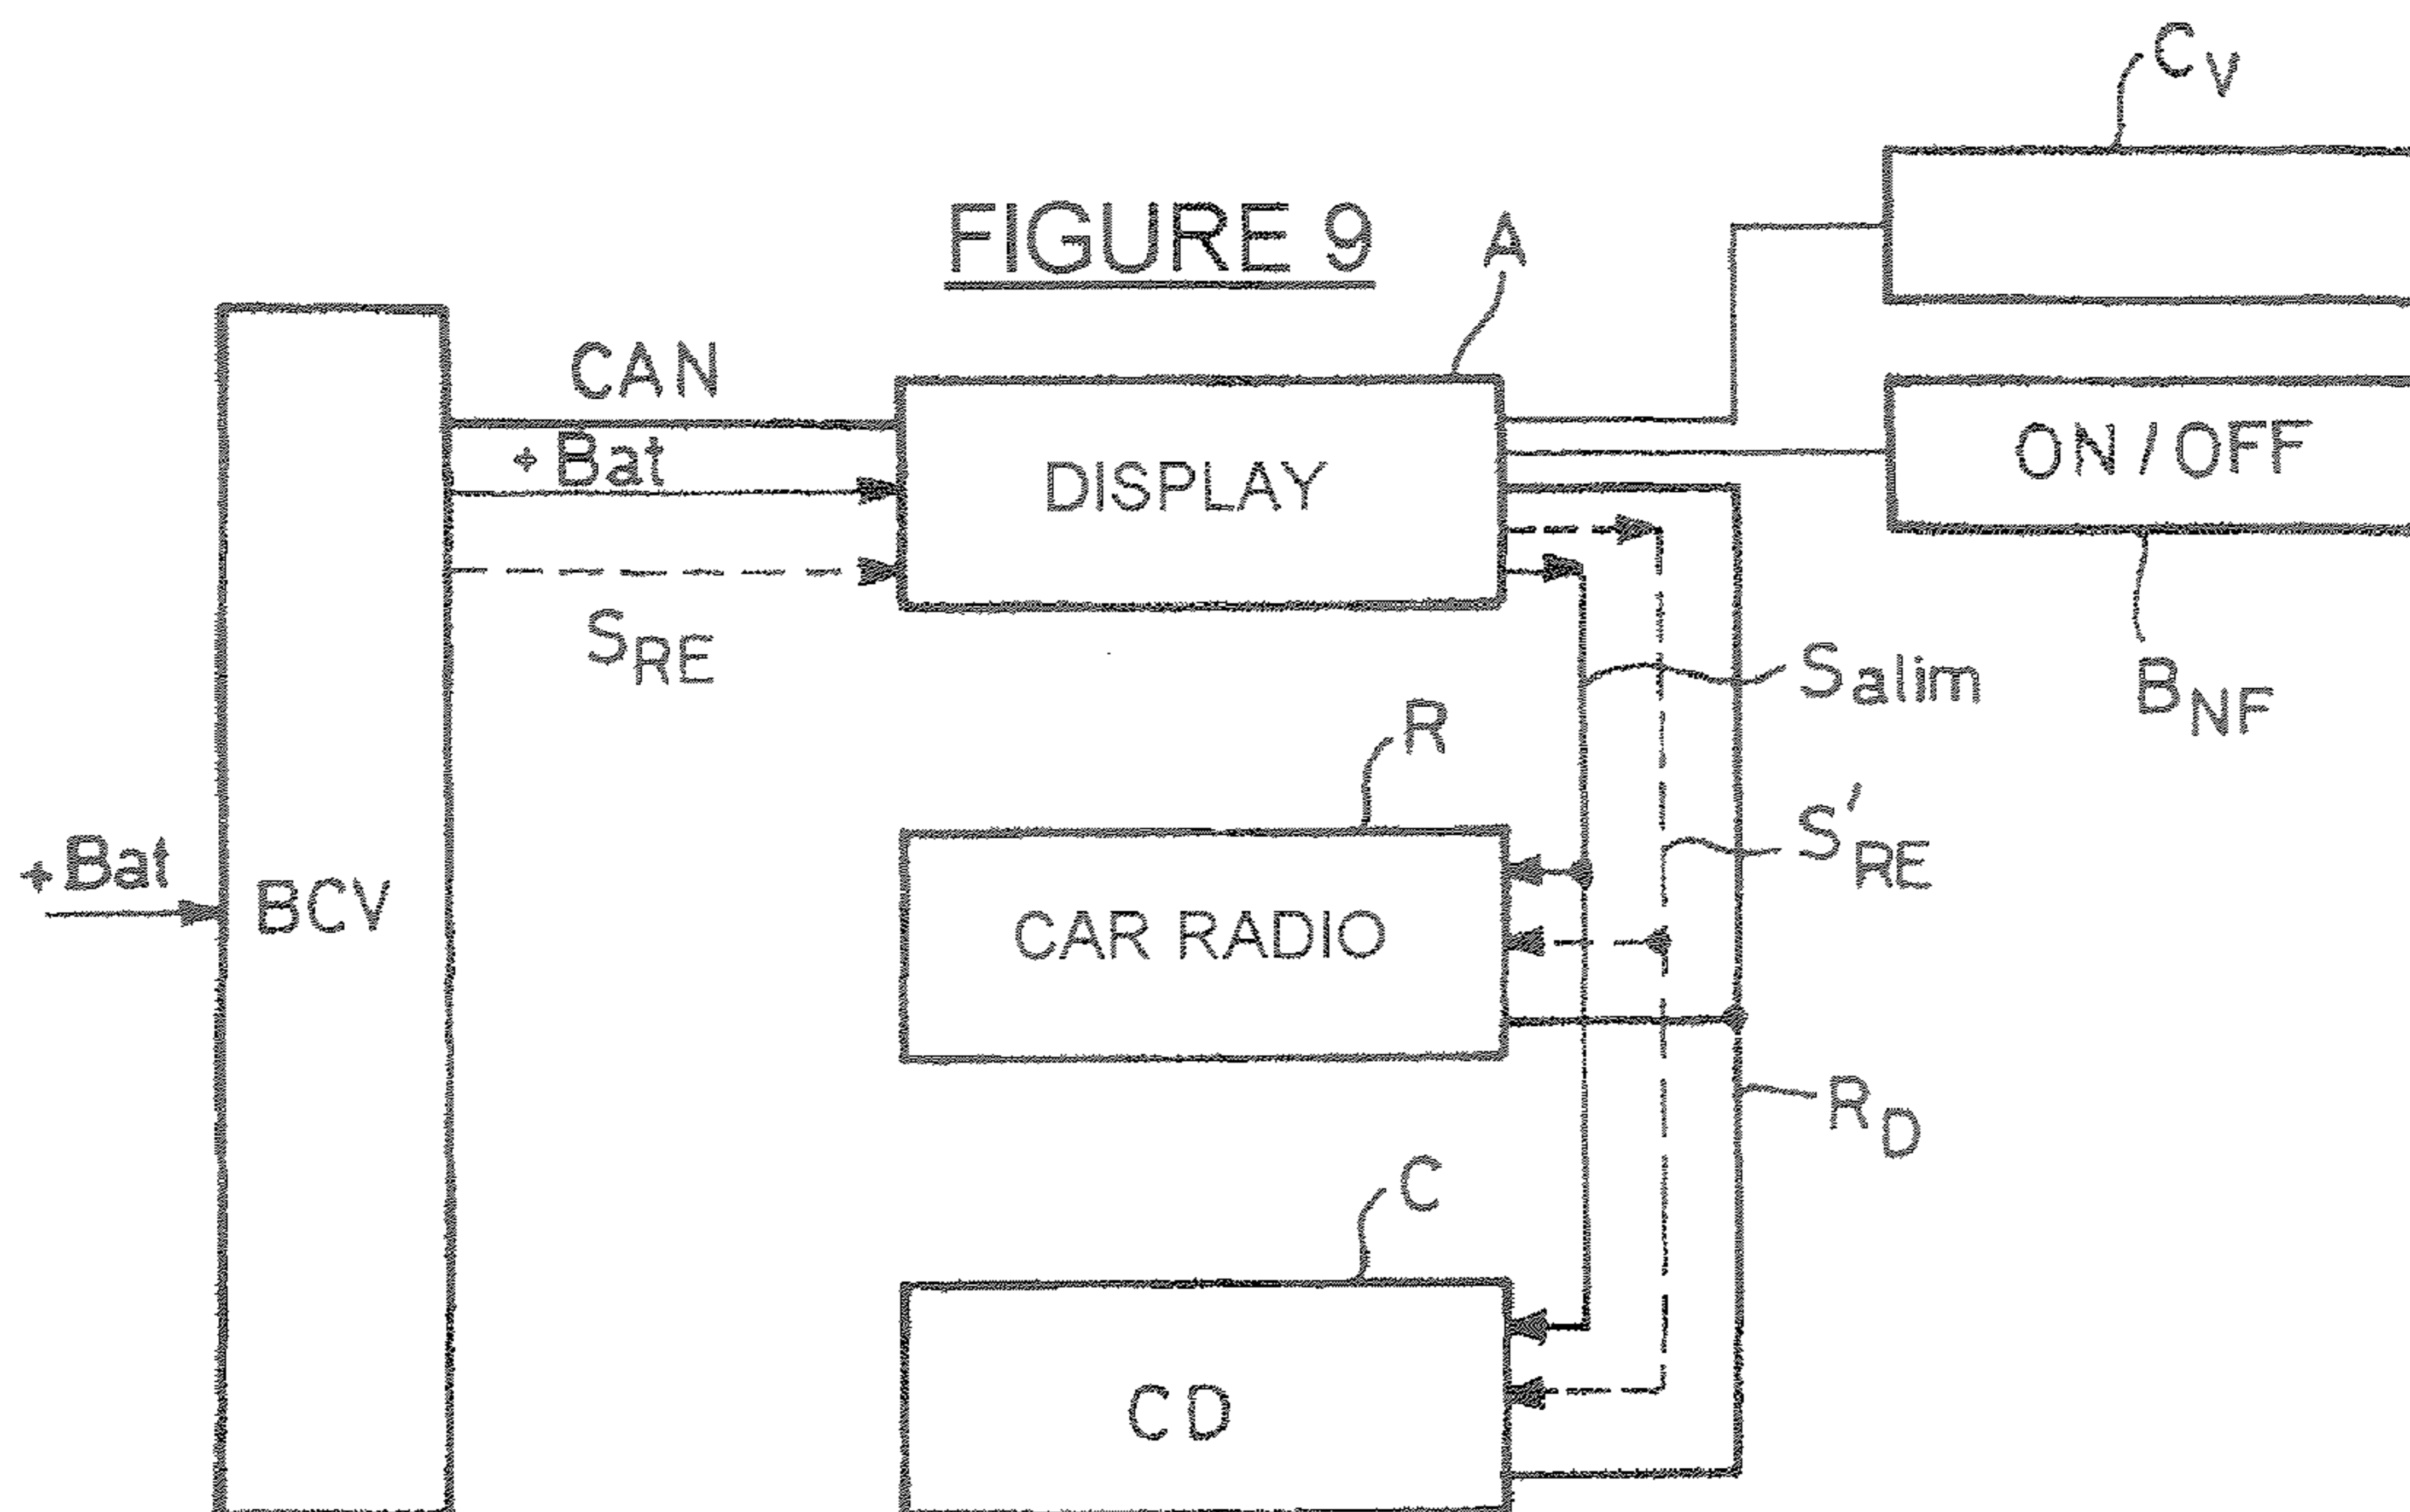 C_V
FIGURE 9
A
CAN
+Bat
DISPLAY
ON/OFF
S_RE
S_alim
B_NF
R
+Bat
BCV
CAR RADIO
S'_RE
R_D
C
CD